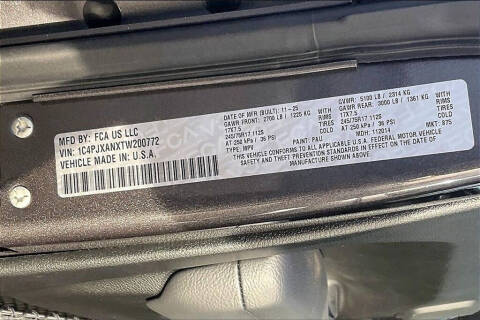 MFD BY: FCA US LLC
VIN: 1C4PJXANXTW200772
VEHICLE MADE IN U.S.A.
DATE OF MFR (BUILT): 11-25
GAWR FRONT: 2700 LB / 1225 KG
17X7.5 RIMS
245/75R17 112S TIRES
AT 250 kPa / 36 PSI
GVWR: 5100 LB / 2314 KG
GAWR REAR: 3000 LB / 1361 KG
17X7.5 RIMS
245/75R17 112S TIRES
AT 250 kPa / 36 PSI
TYPE: MPV PAINT: PAU MDH: 112014 MKT: 875
THIS VEHICLE CONFORMS TO ALL APPLICABLE FEDERAL MOTOR VEHICLE
SAFETY AND THEFT PREVENTION STANDARDS IN EFFECT ON THE
DATE OF MANUFACTURE SHOWN ABOVE.